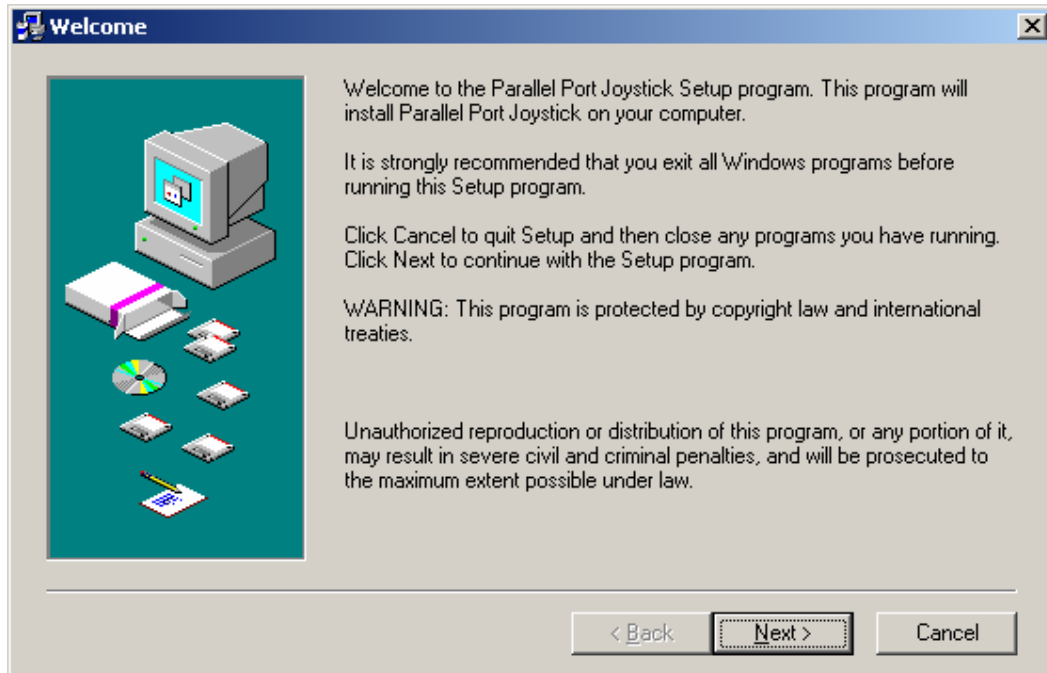 Welcome
Welcome to the Parallel Port Joystick Setup program. This program will
install Parallel Port Joystick on your computer.
It is strongly recommended that you exit all Windows programs before
running this Setup program.
Click Cancel to quit Setup and then close any programs you have running.
Click Next to continue with the Setup program.
WARNING: This program is protected by copyright law and international
treaties.
Unauthorized reproduction or distribution of this program, or any portion of it,
may result in severe civil and criminal penalties, and will be prosecuted to
the maximum extent possible under law.
< Back
Next >
Cancel